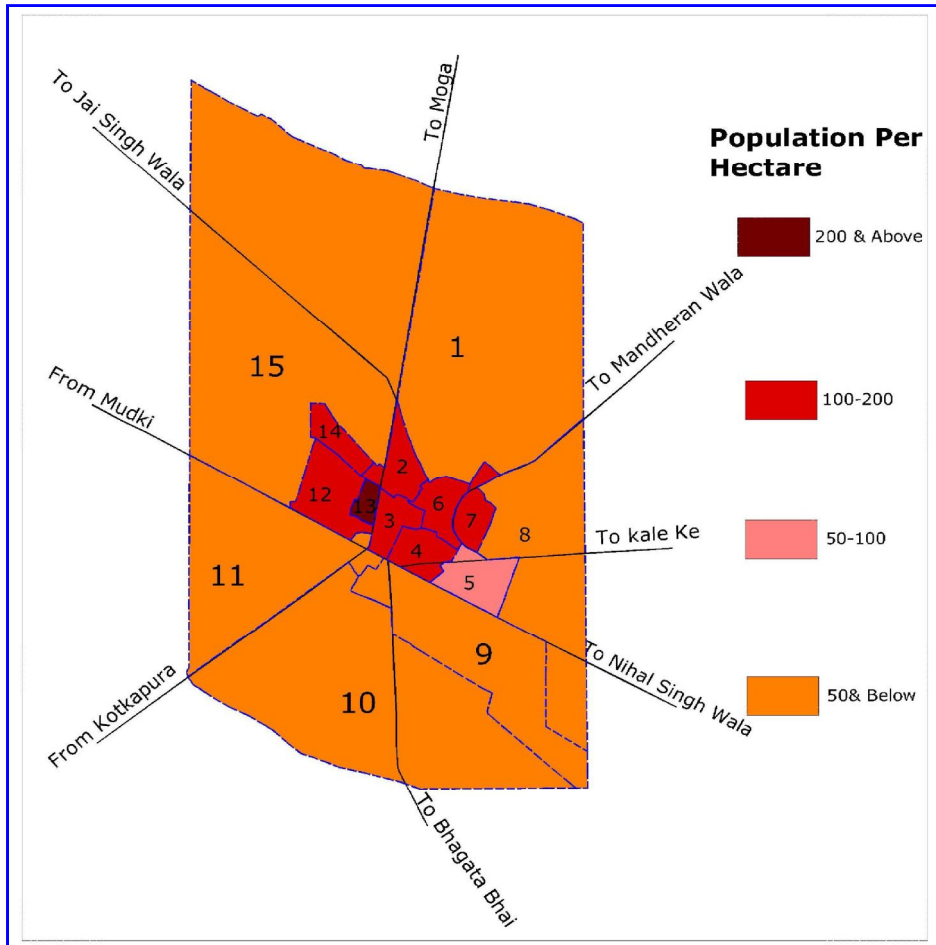 To Moga
To Jai Singh Wala
Population Per
Hectare
200 & Above
To Mandheran Wala
1
15
From Mudki
100-200
14
2
12
13
6
3
7
8
To kale Ke
50-100
4
5
11
9
To Nihal Singh Wala
From Kotkapura
10
50& Below
To Bhagata Bhai